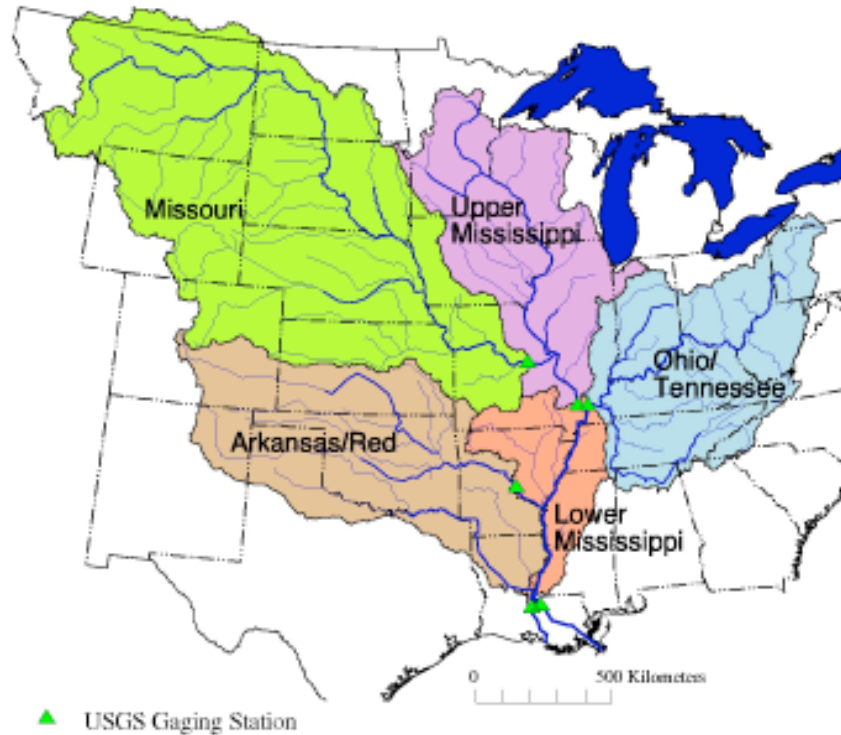 Missouri
Upper
Mississippi
Ohio/
Tennessee
Arkansas/Red
Lower
Mississippi
0 500 Kilometers
USGS Gaging Station